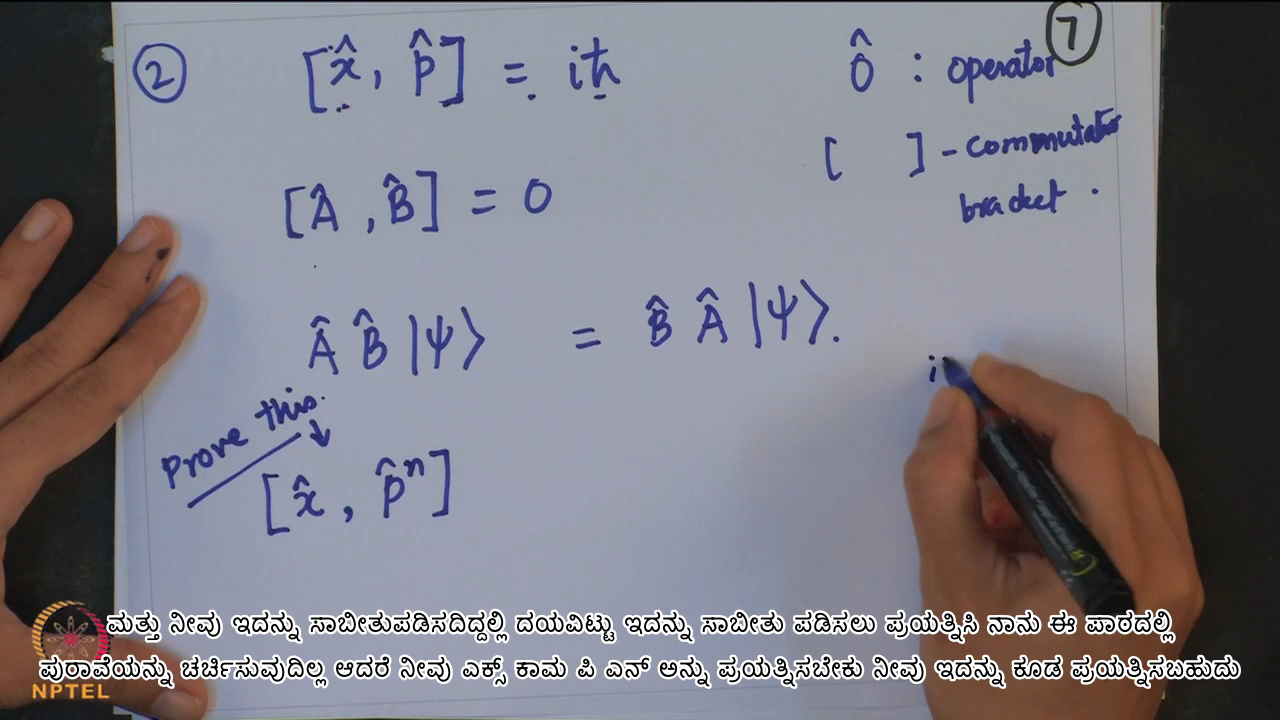 ② [x̂, p̂] = iħ
Ô : operator
⑦
[ ] - commutator
bracket .
[Â , B̂] = 0
Â B̂ |ψ⟩ = B̂ Â |ψ⟩.
i
Prove this. ↓
[x̂ , p̂ⁿ]
ಮತ್ತು ನೀವು ಇದನ್ನು ಸಾಬೀತುಪಡಿಸದಿದ್ದಲ್ಲಿ ದಯವಿಟ್ಟು ಇದನ್ನು ಸಾಬೀತು ಪಡಿಸಲು ಪ್ರಯತ್ನಿಸಿ ನಾನು ಈ ಪಾಠದಲ್ಲಿ
ಪುರಾವೆಯನ್ನು ಚರ್ಚಿಸುವುದಿಲ್ಲ ಆದರೆ ನೀವು ಎಕ್ಸ್ ಕಾಮ ಪಿ ಎನ್ ಅನ್ನು ಪ್ರಯತ್ನಿಸಬೇಕು ನೀವು ಇದನ್ನು ಕೂಡ ಪ್ರಯತ್ನಿಸಬಹುದು
NPTEL